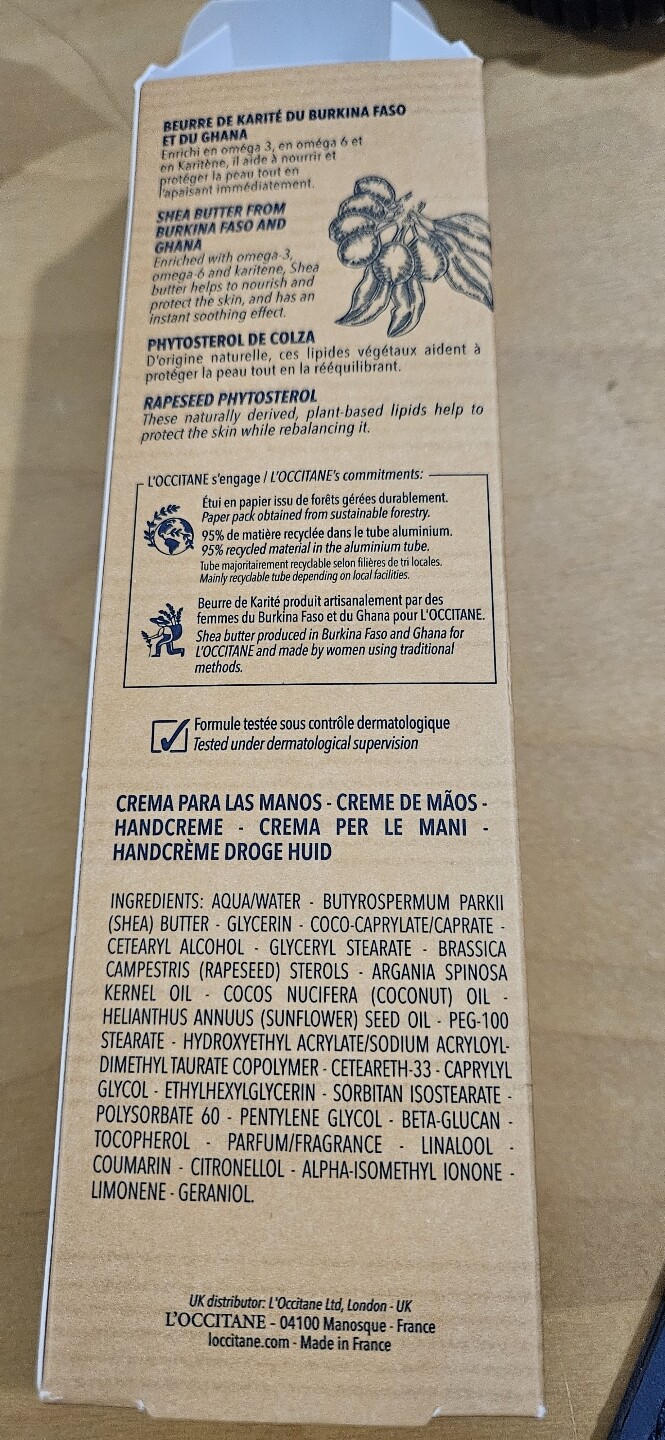 BEURRE DE KARITÉ DU BURKINA FASO
ET DU GHANA
Enrichi en oméga 3, en oméga 6 et
en Karitène, il aide à nourrir et
protéger la peau tout en
l'apaisant immédiatement.
SHEA BUTTER FROM
BURKINA FASO AND
GHANA
Enriched with omega-3,
omega-6 and karitene, Shea
butter helps to nourish and
protect the skin, and has an
instant soothing effect.
PHYTOSTEROL DE COLZA
D'origine naturelle, ces lipides végétaux aident à
protéger la peau tout en la rééquilibrant.
RAPESEED PHYTOSTEROL
These naturally derived, plant-based lipids help to
protect the skin while rebalancing it.
L'OCCITANE s'engage / L'OCCITANE's commitments:
Étui en papier issu de forêts gérées durablement.
Paper pack obtained from sustainable forestry.
95% de matière recyclée dans le tube aluminium.
95% recycled material in the aluminium tube.
Tube majoritairement recyclable selon filières de tri locales.
Mainly recyclable tube depending on local facilities.
Beurre de Karité produit artisanalement par des
femmes du Burkina Faso et du Ghana pour L'OCCITANE.
Shea butter produced in Burkina Faso and Ghana for
L'OCCITANE and made by women using traditional
methods.
Formule testée sous contrôle dermatologique
Tested under dermatological supervision
CREMA PARA LAS MANOS - CREME DE MÃOS -
HANDCREME - CREMA PER LE MANI -
HANDCRÈME DROGE HUID
INGREDIENTS: AQUA/WATER - BUTYROSPERMUM PARKII
(SHEA) BUTTER - GLYCERIN - COCO-CAPRYLATE/CAPRATE -
CETEARYL ALCOHOL - GLYCERYL STEARATE - BRASSICA
CAMPESTRIS (RAPESEED) STEROLS - ARGANIA SPINOSA
KERNEL OIL - COCOS NUCIFERA (COCONUT) OIL -
HELIANTHUS ANNUUS (SUNFLOWER) SEED OIL - PEG-100
STEARATE - HYDROXYETHYL ACRYLATE/SODIUM ACRYLOYL-
DIMETHYL TAURATE COPOLYMER - CETEARETH-33 - CAPRYLYL
GLYCOL - ETHYLHEXYLGLYCERIN - SORBITAN ISOSTEARATE -
POLYSORBATE 60 - PENTYLENE GLYCOL - BETA-GLUCAN -
TOCOPHEROL - PARFUM/FRAGRANCE - LINALOOL -
COUMARIN - CITRONELLOL - ALPHA-ISOMETHYL IONONE -
LIMONENE - GERANIOL.
UK distributor: L'Occitane Ltd, London - UK
L'OCCITANE - 04100 Manosque - France
loccitane.com - Made in France